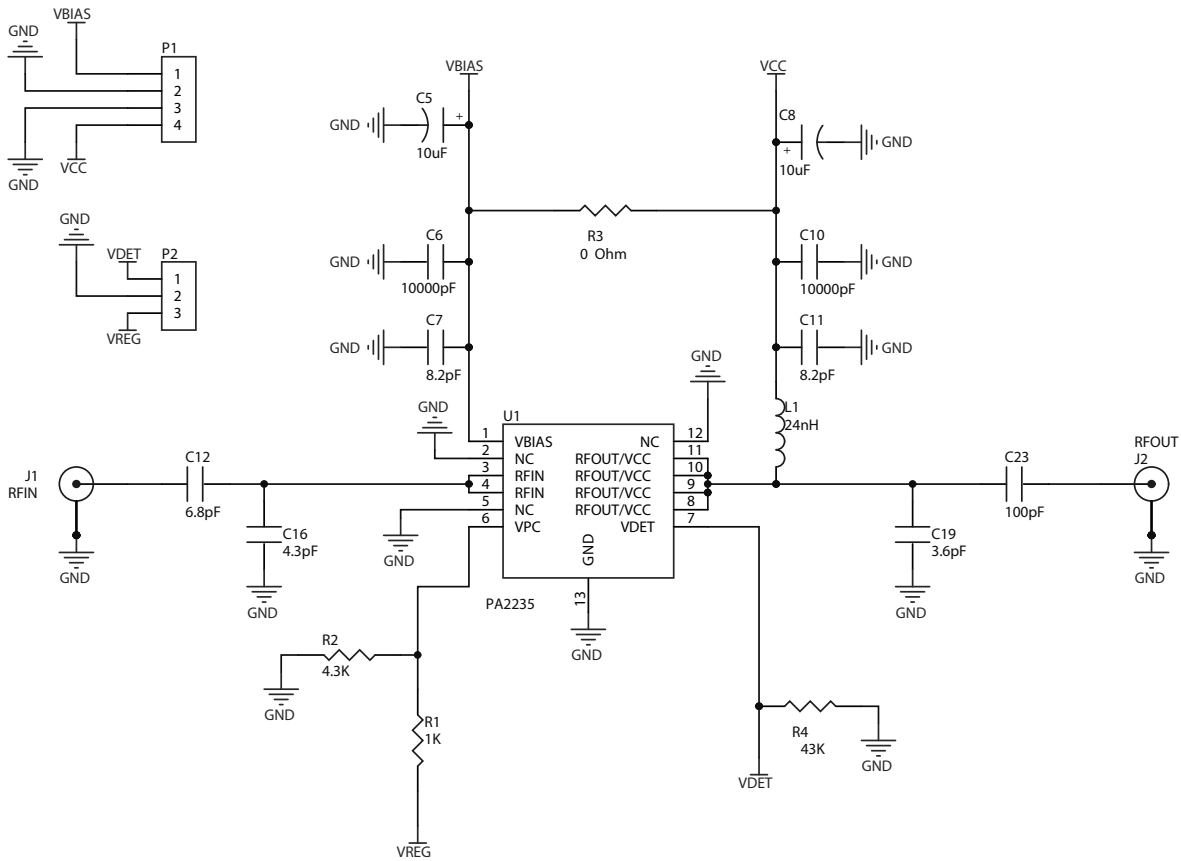 VBIAS
GND
P1
1
2
3
4
VCC
GND
GND
VDET
P2
1
2
3
VREG
VBIAS
VCC
C5
+
GND
10uF
C8
+
GND
10uF
R3
0 Ohm
C6
GND
10000pF
C10
GND
10000pF
C7
GND
8.2pF
C11
GND
8.2pF
GND
L1
24nH
GND
U1
1
VBIAS
2
NC
3
RFIN
4
RFIN
5
NC
6
VPC
NC
12
RFOUT/VCC
11
RFOUT/VCC
10
RFOUT/VCC
9
RFOUT/VCC
8
VDET
7
GND
13
PA2235
GND
J1
RFIN
GND
C12
6.8pF
C16
4.3pF
GND
GND
C23
100pF
RFOUT
J2
GND
C19
3.6pF
GND
R2
4.3K
GND
R1
1K
VREG
R4
43K
GND
VDET